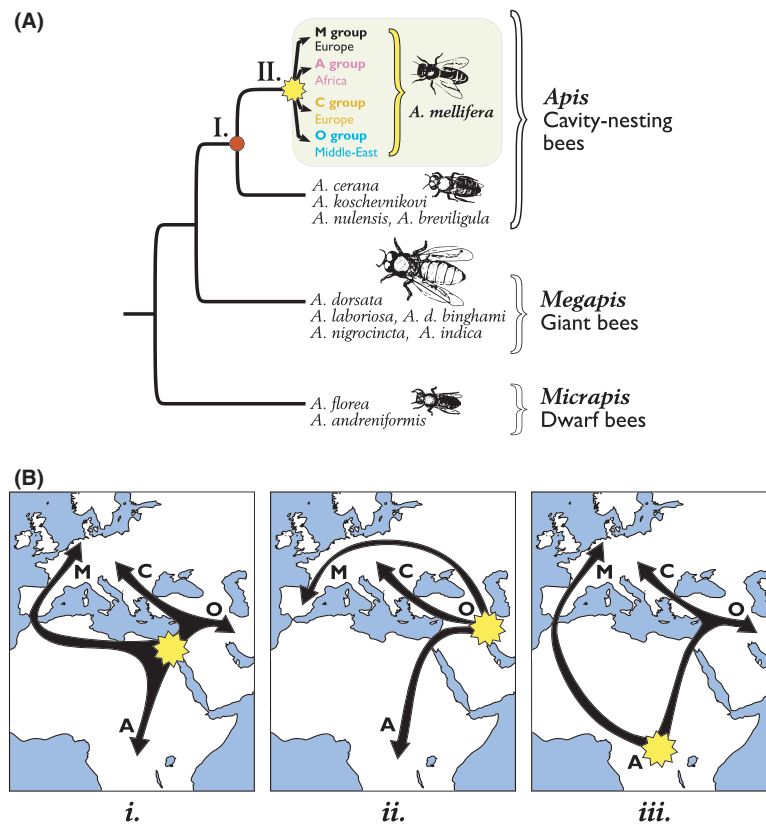 (A)
M group
Europe
II.
A group
Africa
C group
Europe
O group
Middle-East
A. mellifera
Apis
Cavity-nesting
bees
I.
A. cerana
A. koschevnikovi
A. nulensis, A. breviligula
A. dorsata
A. laboriosa, A. d. binghami
A. nigrocincta, A. indica
Megapis
Giant bees
A. florea
A. andreniformis
Micrapis
Dwarf bees
(B)
M
C
O
A
i.
M
C
O
A
ii.
M
C
O
A
iii.